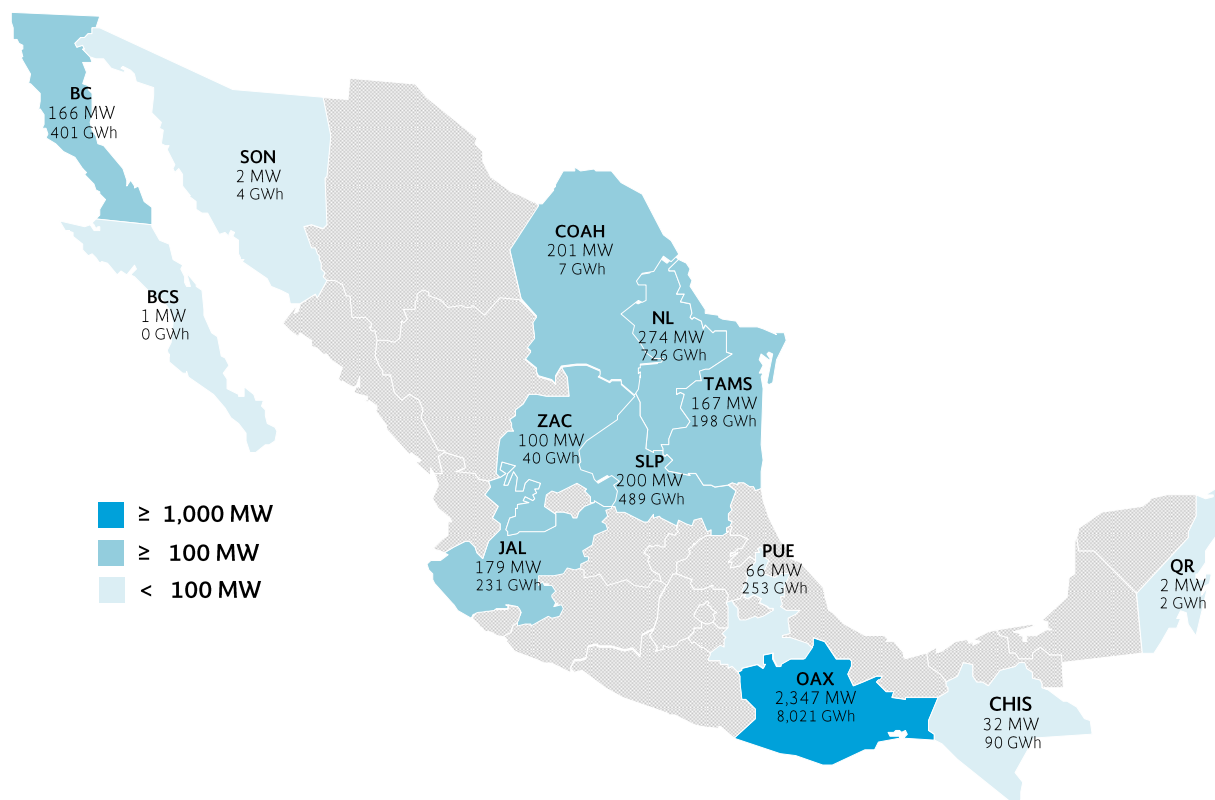 BC
166 MW
401 GWh
SON
2 MW
4 GWh
COAH
201 MW
7 GWh
BCS
1 MW
0 GWh
NL
274 MW
726 GWh
TAMS
167 MW
198 GWh
ZAC
100 MW
40 GWh
SLP
200 MW
489 GWh
≥ 1,000 MW
≥ 100 MW
< 100 MW
JAL
179 MW
231 GWh
PUE
66 MW
253 GWh
QR
2 MW
2 GWh
OAX
2,347 MW
8,021 GWh
CHIS
32 MW
90 GWh